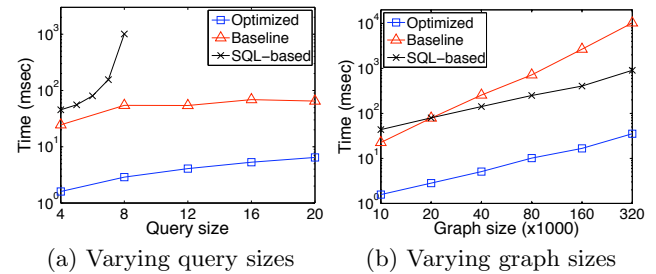 Optimized
Baseline
SQL-based
10^3
10^2
10^1
10^0
Time (msec)
4 8 12 16 20
Query size
(a) Varying query sizes
Optimized
Baseline
SQL-based
10^4
10^3
10^2
10^1
10^0
Time (msec)
10 20 40 80 160 320
Graph size (x1000)
(b) Varying graph sizes